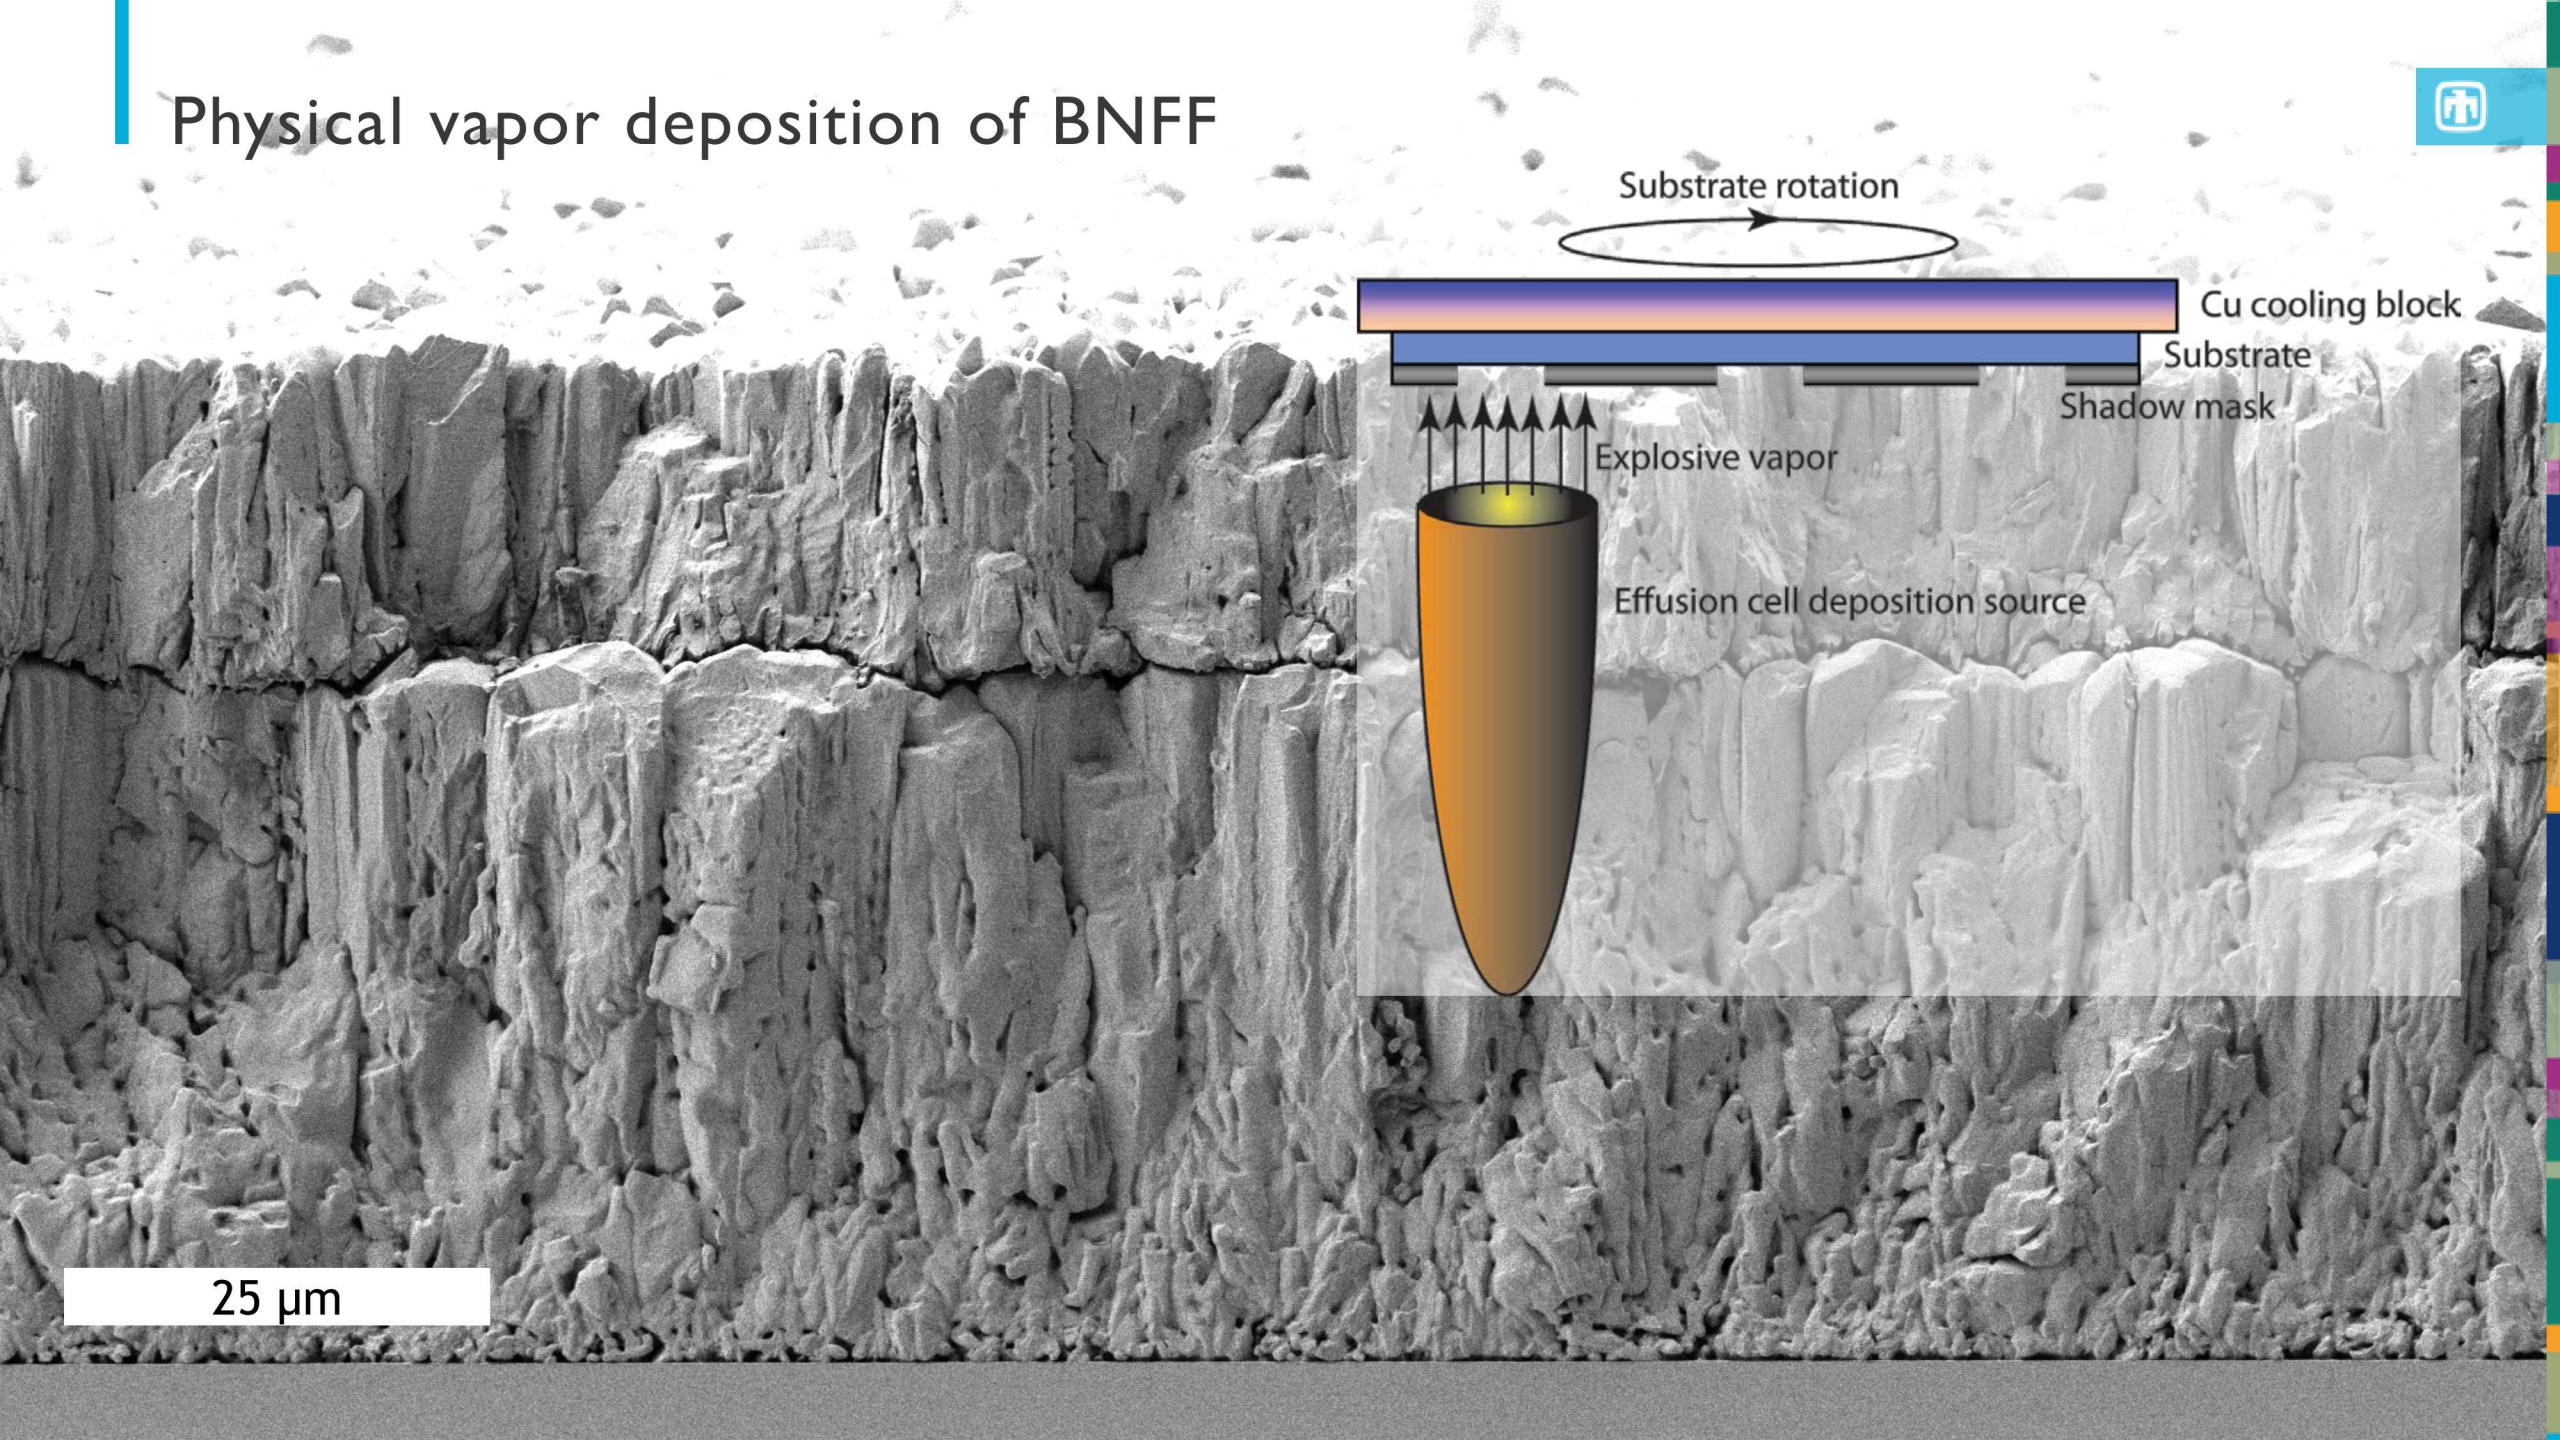 Physical vapor deposition of BNFF
Substrate rotation
Cu cooling block
Substrate
Shadow mask
Explosive vapor
Effusion cell deposition source
25 µm